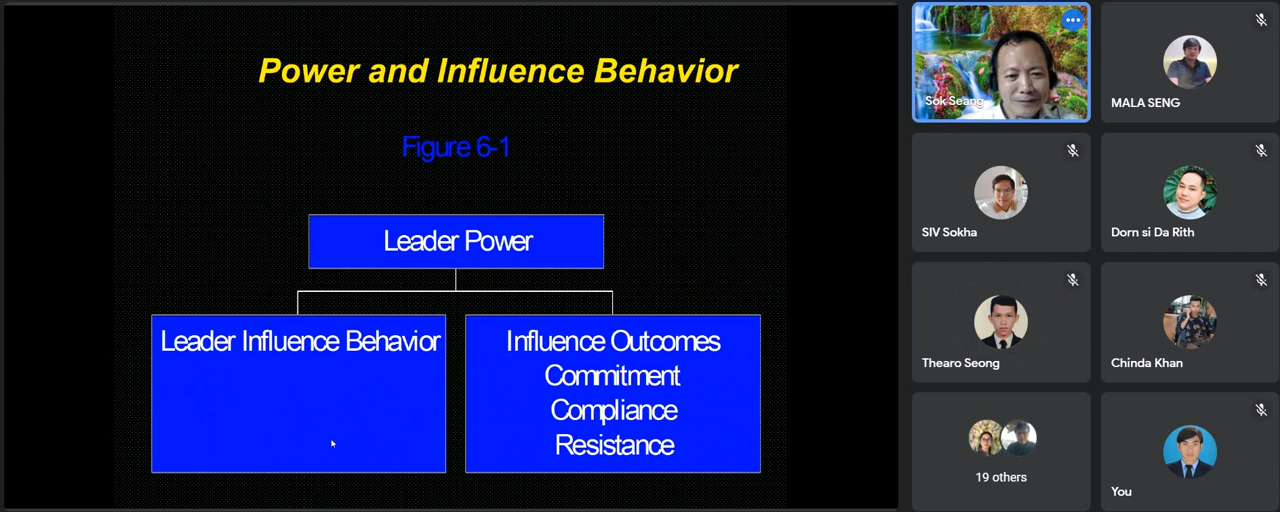 Power and Influence Behavior
Figure 6-1
Leader Power
Leader Influence Behavior
Influence Outcomes
Commitment
Compliance
Resistance
Sok Seang
MALA SENG
SIV Sokha
Dorn si Da Rith
Thearo Seong
Chinda Khan
19 others
You